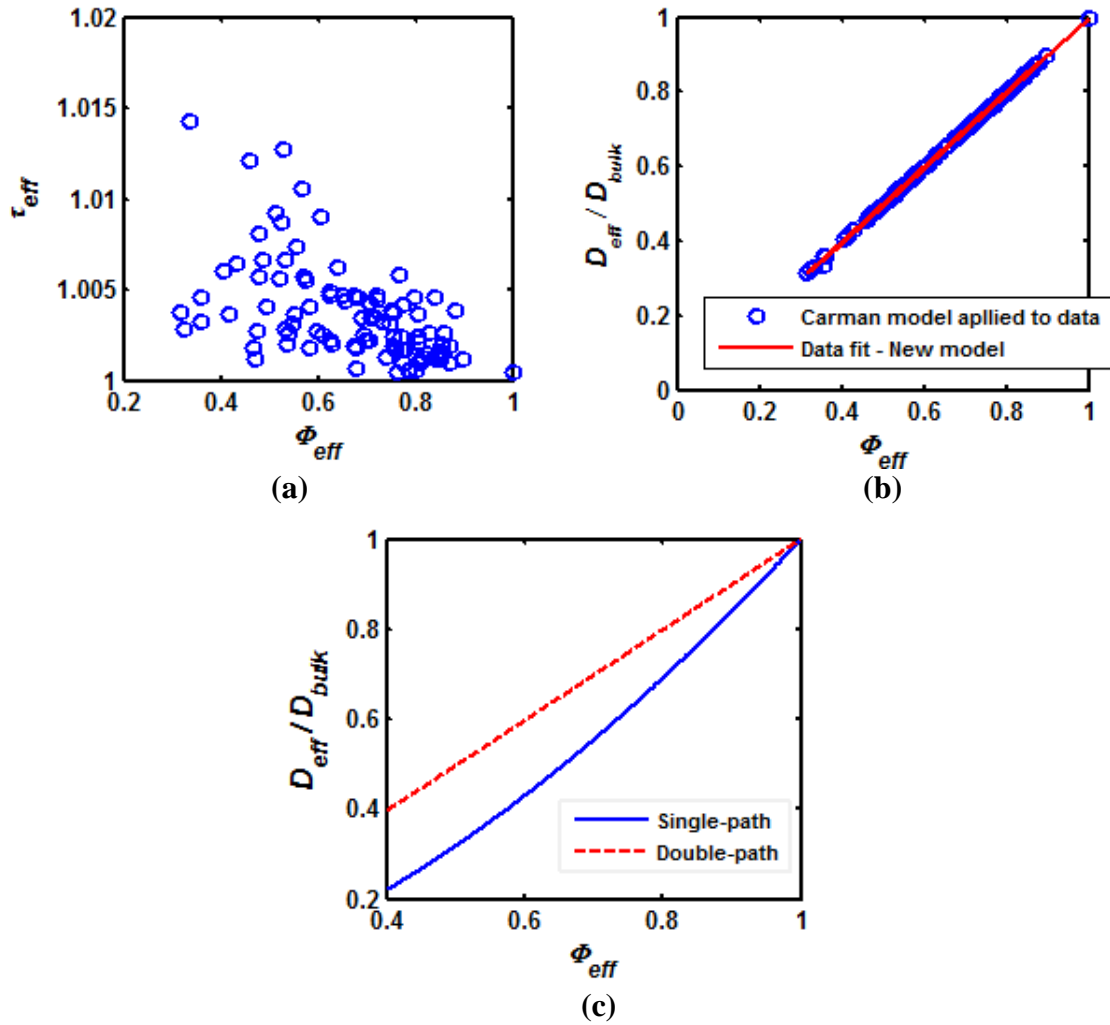 1.02
1.015
1.01
1.005
1
0.2 0.4 0.6 0.8 1
τeff
Φeff
(a)
1
0.8
0.6
0.4
0.2
0
0 0.2 0.4 0.6 0.8 1
Deff / Dbulk
Φeff
Carman model apllied to data
Data fit - New model
(b)
1
0.8
0.6
0.4
0.2
0.4 0.6 0.8 1
Deff / Dbulk
Φeff
Single-path
Double-path
(c)